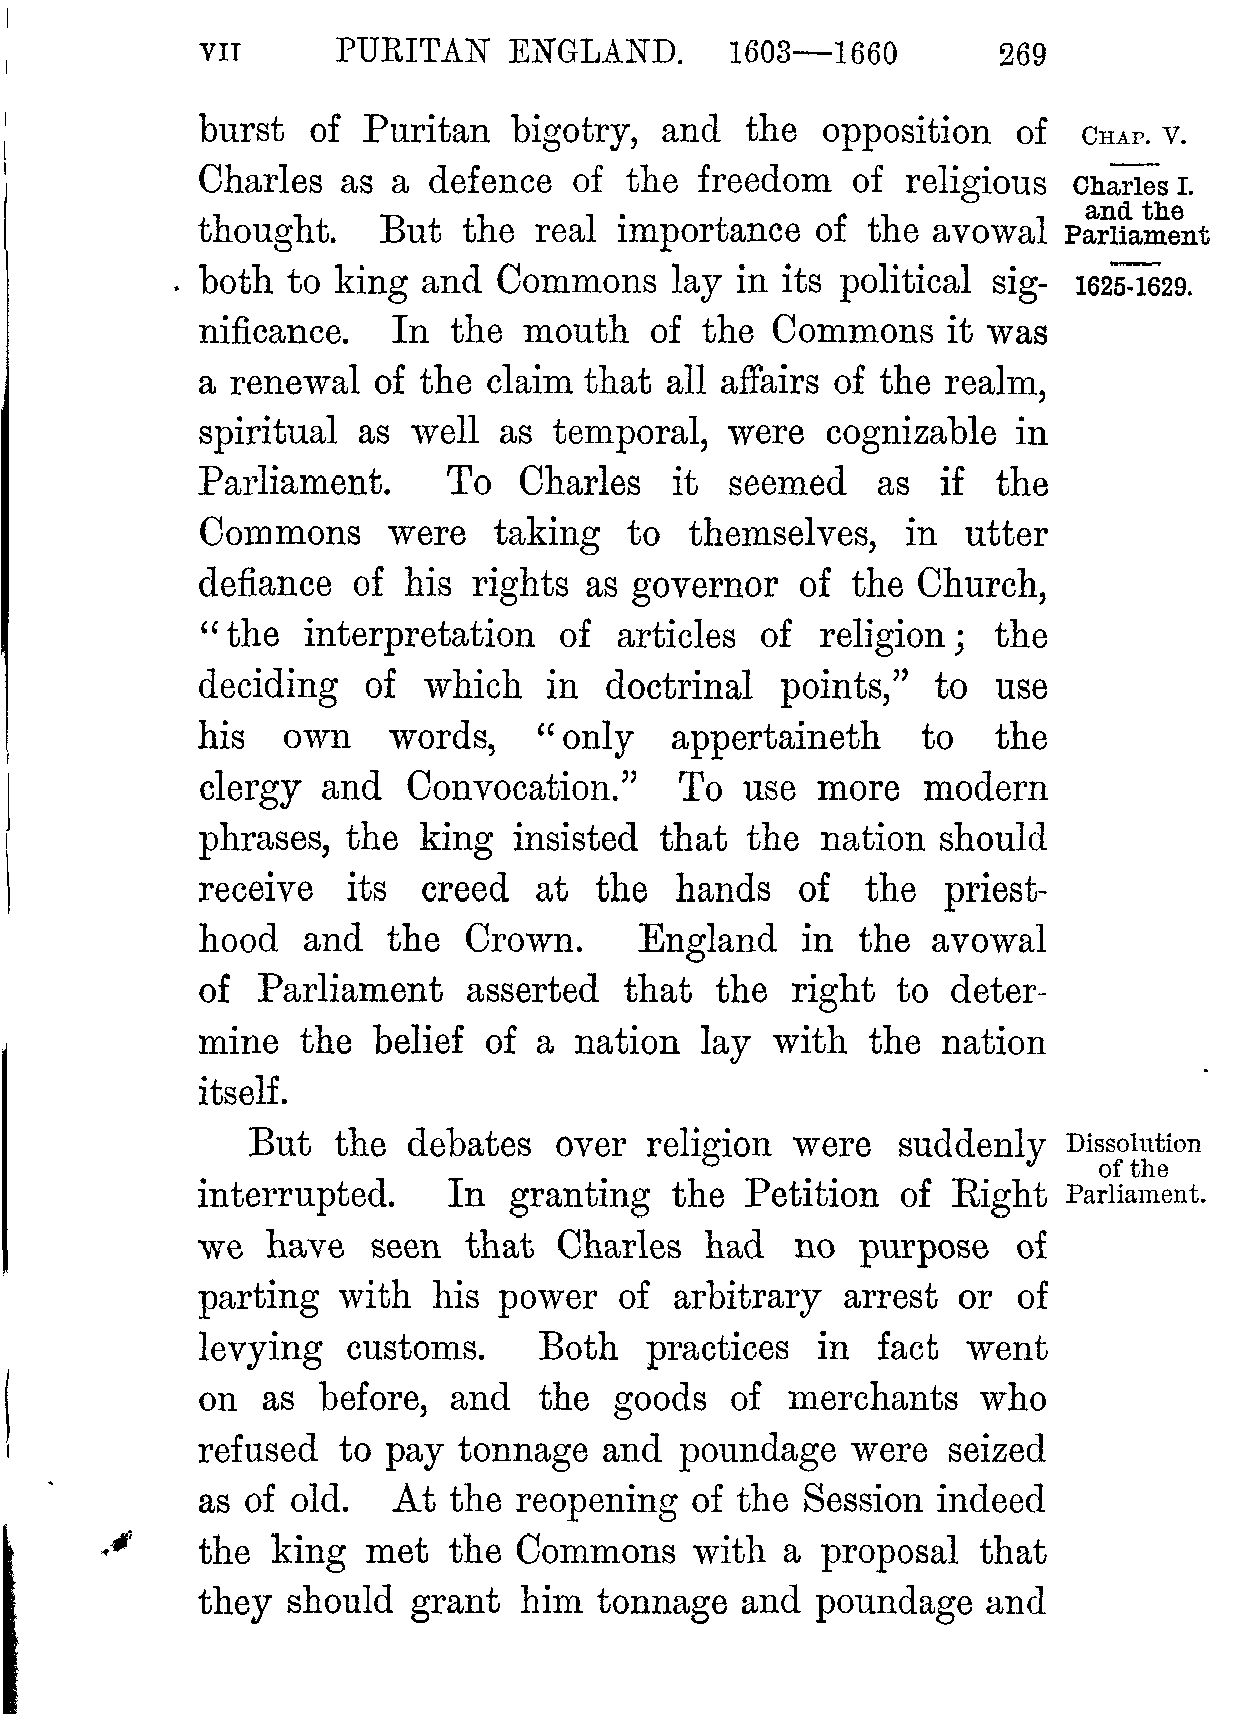 VII PURITAN ENGLAND. 1603—1660 269
burst of Puritan bigotry, and the opposition of
Charles as a defence of the freedom of religious
thought. But the real importance of the avowal
both to king and Commons lay in its political sig-
nificance. In the mouth of the Commons it was
a renewal of the claim that all affairs of the realm,
spiritual as well as temporal, were cognizable in
Parliament. To Charles it seemed as if the
Commons were taking to themselves, in utter
defiance of his rights as governor of the Church,
“the interpretation of articles of religion; the
deciding of which in doctrinal points,” to use
his own words, “only appertaineth to the
clergy and Convocation.” To use more modern
phrases, the king insisted that the nation should
receive its creed at the hands of the priest-
hood and the Crown. England in the avowal
of Parliament asserted that the right to deter-
mine the belief of a nation lay with the nation
itself.
But the debates over religion were suddenly
interrupted. In granting the Petition of Right
we have seen that Charles had no purpose of
parting with his power of arbitrary arrest or of
levying customs. Both practices in fact went
on as before, and the goods of merchants who
refused to pay tonnage and poundage were seized
as of old. At the reopening of the Session indeed
the king met the Commons with a proposal that
they should grant him tonnage and poundage and
CHAP. V.
Charles I.
and the
Parliament
1625-1629.
Dissolution
of the
Parliament.